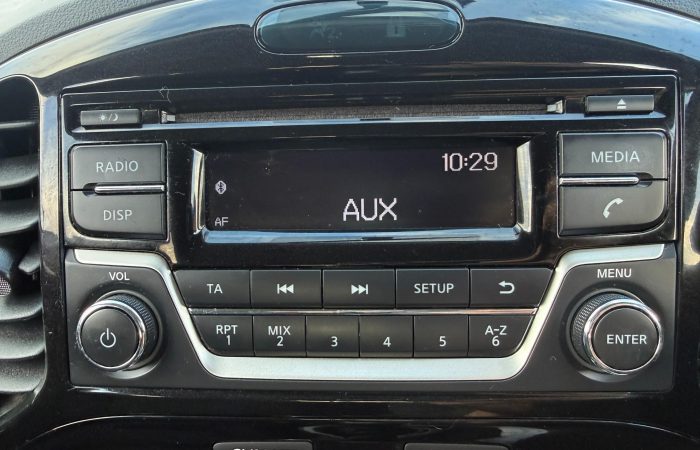 RADIO
DISP
10:29
AF
AUX
MEDIA
VOL
TA
SETUP
MENU
RPT
1
MIX
2
3
4
5
A-Z
6
ENTER